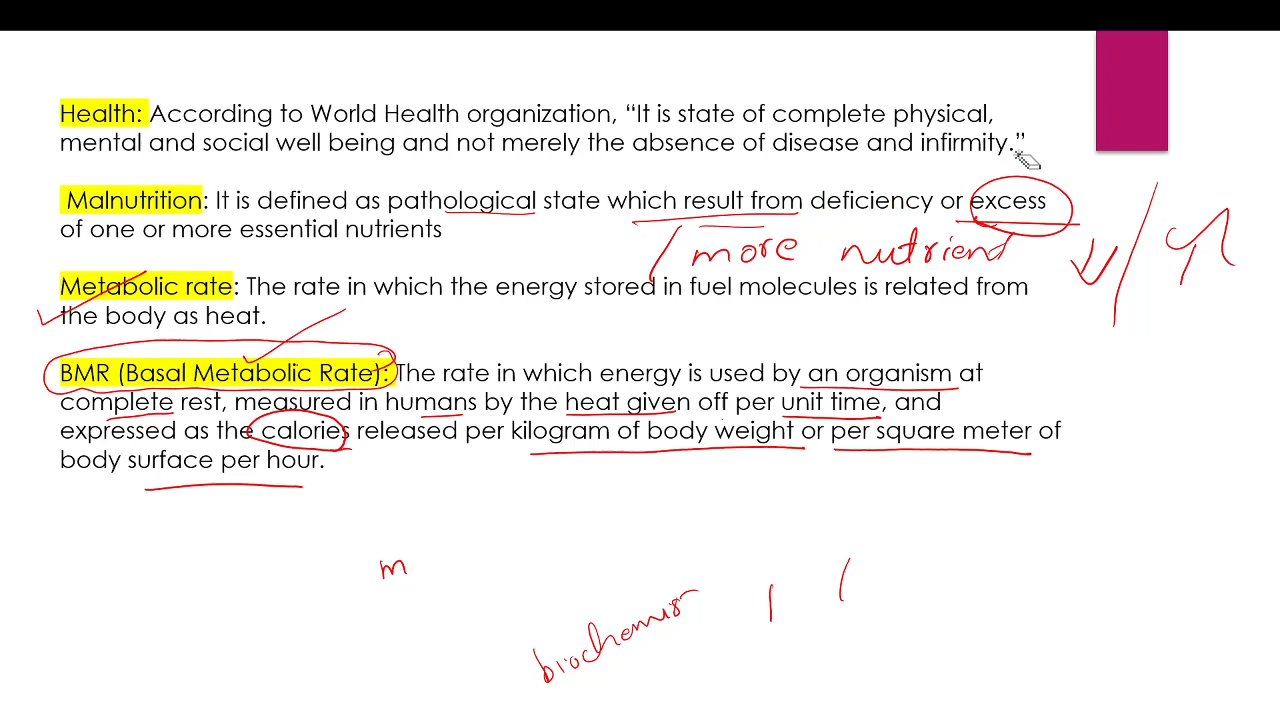 Health: According to World Health organization, “It is state of complete physical,
mental and social well being and not merely the absence of disease and infirmity.”
Malnutrition: It is defined as pathological state which result from deficiency or excess
of one or more essential nutrients
more nutrient
Metabolic rate: The rate in which the energy stored in fuel molecules is related from
the body as heat.
BMR (Basal Metabolic Rate): The rate in which energy is used by an organism at
complete rest, measured in humans by the heat given off per unit time, and
expressed as the calories released per kilogram of body weight or per square meter of
body surface per hour.
m